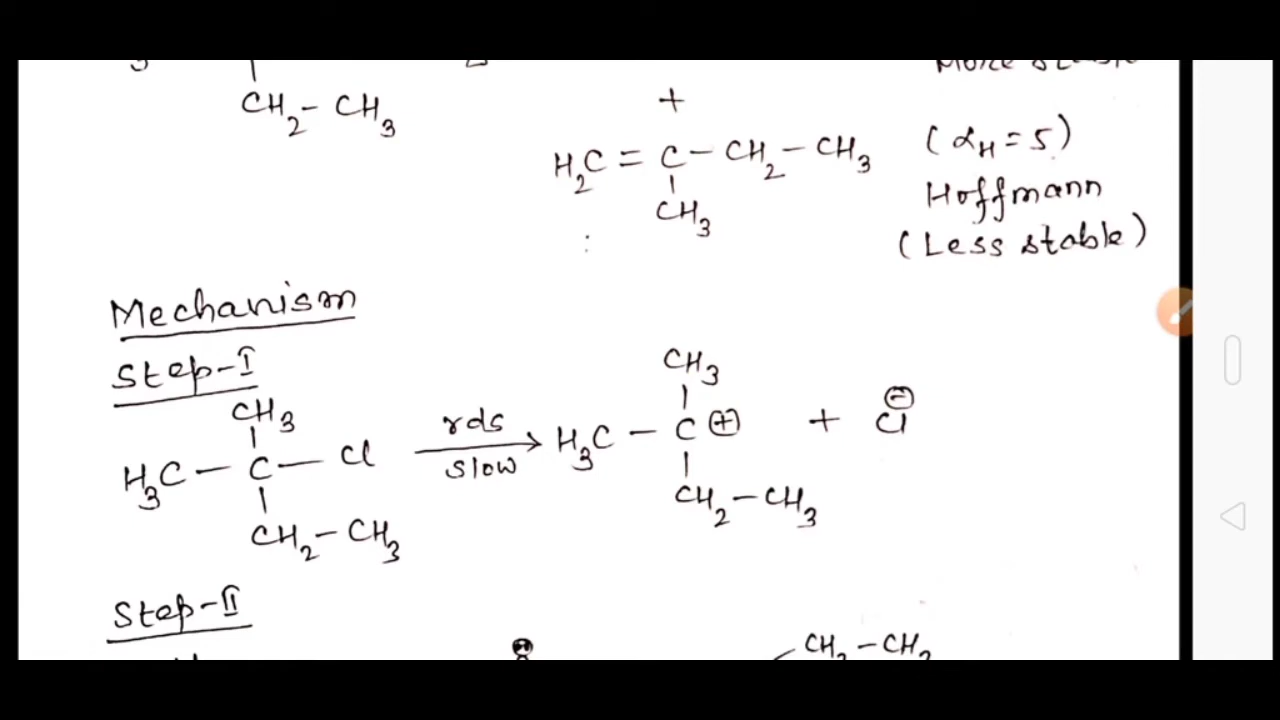 CH₂–CH₃
+
H₂C=C–CH₂–CH₃
CH₃
(αH=5)
Hoffmann
(Less stable)
Mechanism
Step-I
CH₃
H₃C–C–Cl
CH₂–CH₃
rds
slow
CH₃
H₃C–C⊕
CH₂–CH₃
+ Cl⊖
Step-II